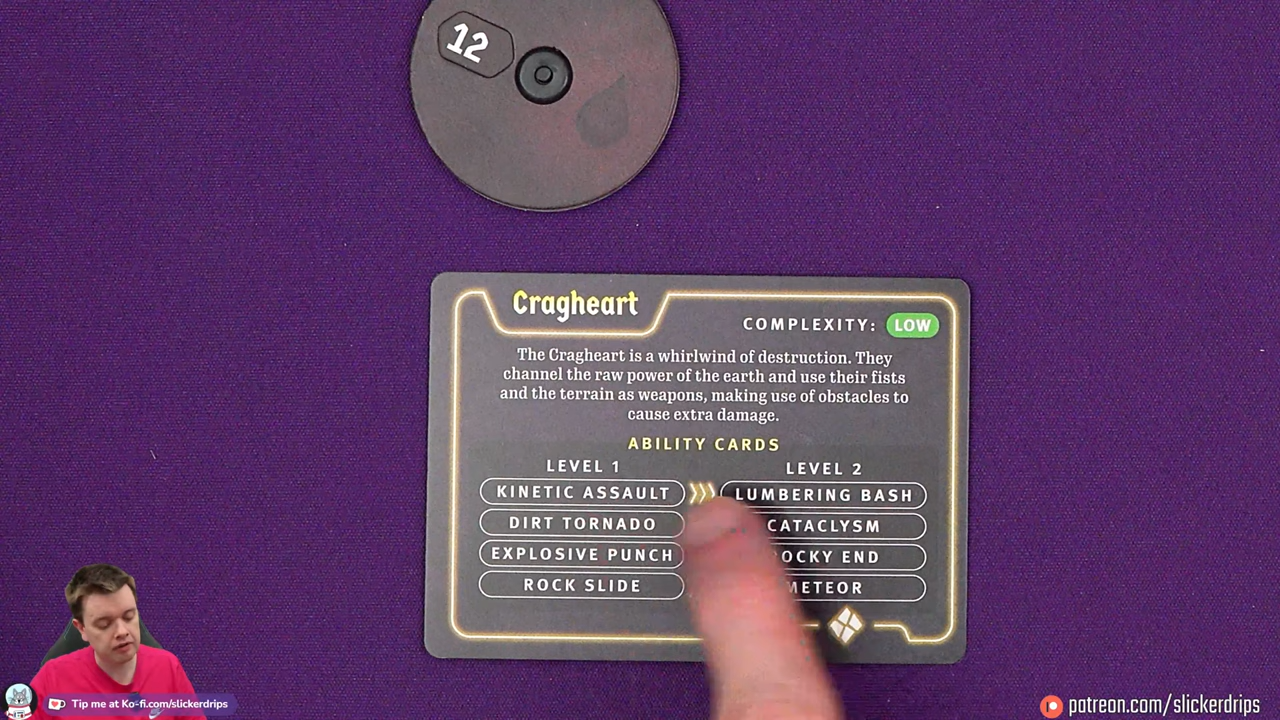 12
Cragheart
COMPLEXITY: LOW
The Cragheart is a whirlwind of destruction. They
channel the raw power of the earth and use their fists
and the terrain as weapons, making use of obstacles to
cause extra damage.
ABILITY CARDS
LEVEL 1 LEVEL 2
KINETIC ASSAULT LUMBERING BASH
DIRT TORNADO CATACLYSM
EXPLOSIVE PUNCH OCKY END
ROCK SLIDE METEOR
Tip me at Ko-fi.com/slickerdrips
patreon.com/slickerdrips